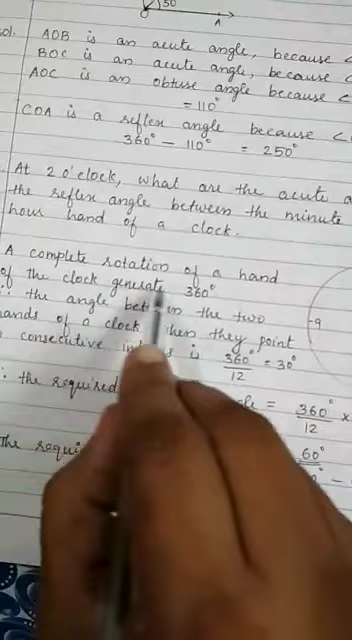 50°
A
Sol. AOB is an acute angle, because
BOC is an acute angle, because
AOC is an obtuse angle because
= 110°
COA is a reflex angle because
360° - 110° = 250°
At 2 o'clock, what are the acute
the reflex angle between the minute
hour hand of a clock.
A complete rotation of a hand
of the clock generate 360°
∴ the angle the two
9
hands of a clock when they point
consecutive is 360°/12 = 30°
∴ the required = 360°/12 ×
60°
the